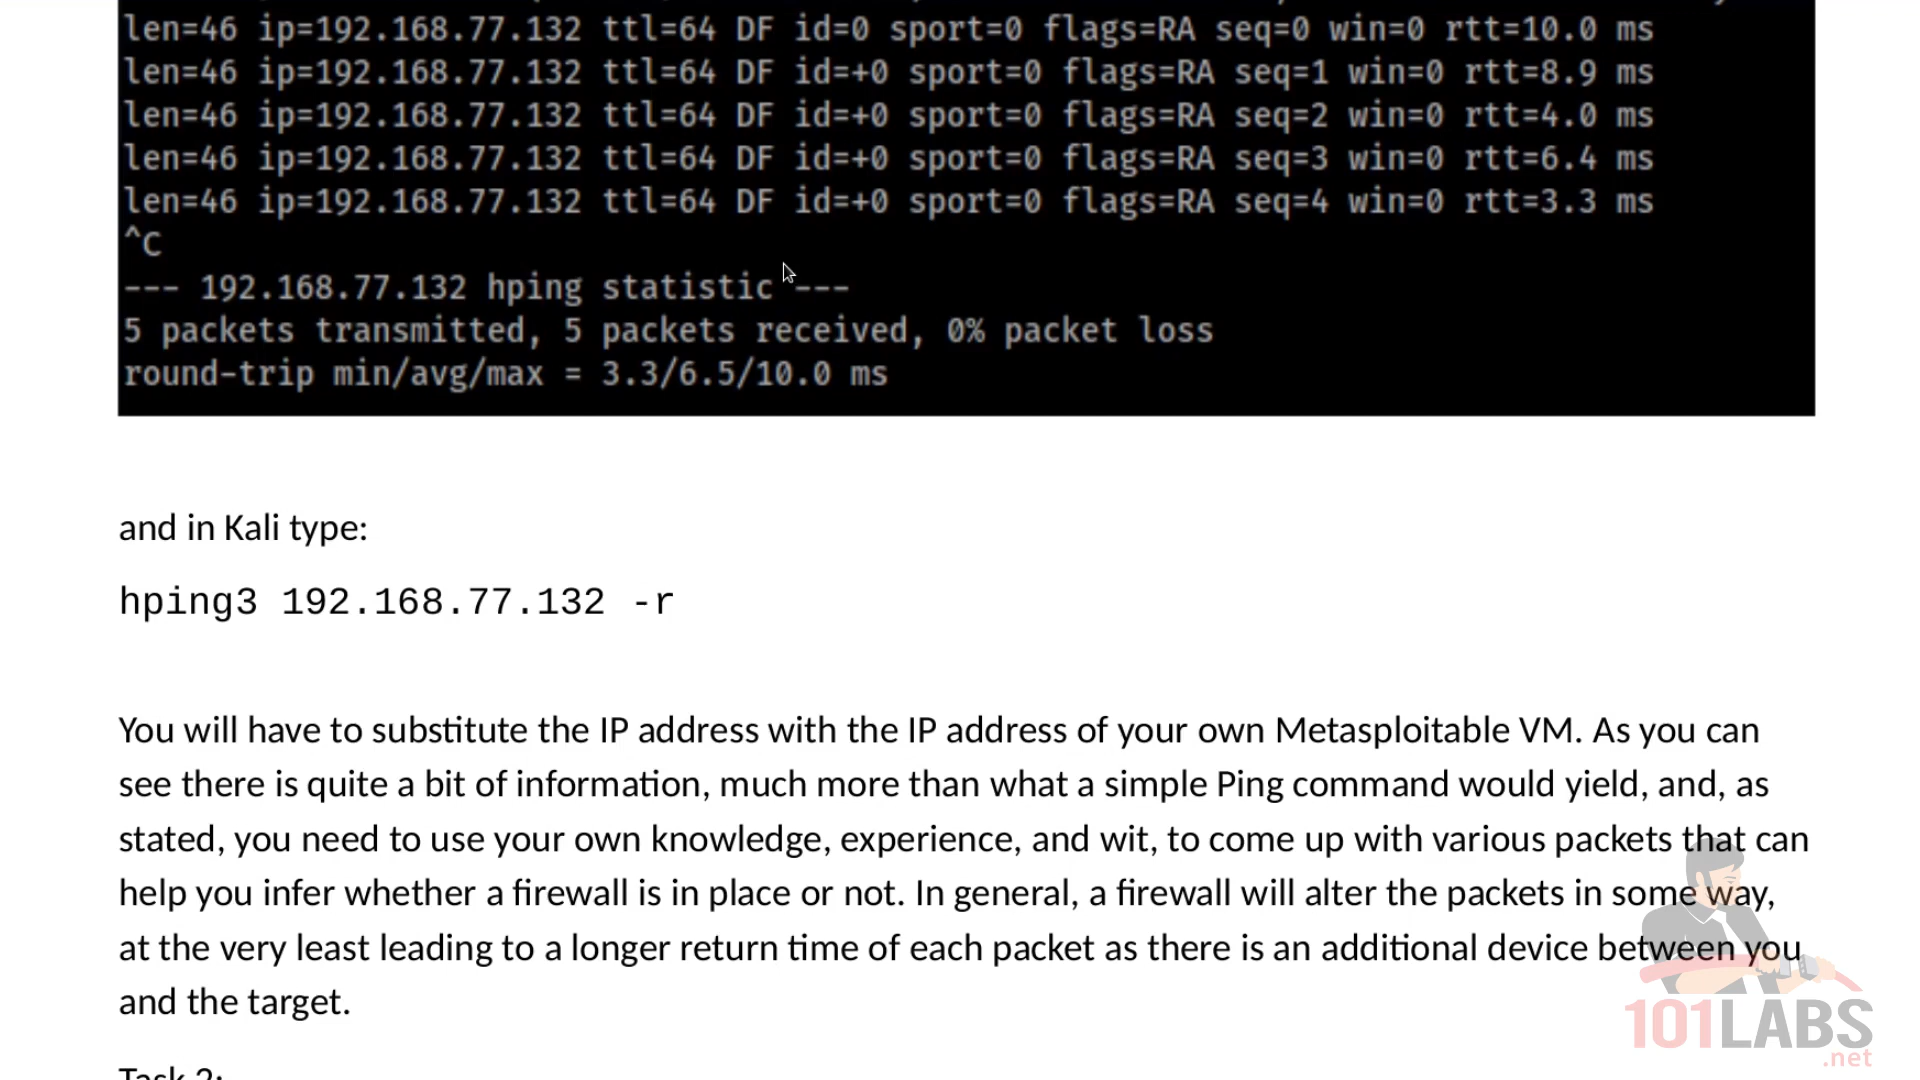 len=46 ip=192.168.77.132 ttl=64 DF id=0 sport=0 flags=RA seq=0 win=0 rtt=10.0 ms
len=46 ip=192.168.77.132 ttl=64 DF id=+0 sport=0 flags=RA seq=1 win=0 rtt=8.9 ms
len=46 ip=192.168.77.132 ttl=64 DF id=+0 sport=0 flags=RA seq=2 win=0 rtt=4.0 ms
len=46 ip=192.168.77.132 ttl=64 DF id=+0 sport=0 flags=RA seq=3 win=0 rtt=6.4 ms
len=46 ip=192.168.77.132 ttl=64 DF id=+0 sport=0 flags=RA seq=4 win=0 rtt=3.3 ms
^C
--- 192.168.77.132 hping statistic ---
5 packets transmitted, 5 packets received, 0% packet loss
round-trip min/avg/max = 3.3/6.5/10.0 ms
and in Kali type:
hping3 192.168.77.132 -r
You will have to substitute the IP address with the IP address of your own Metasploitable VM. As you can
see there is quite a bit of information, much more than what a simple Ping command would yield, and, as
stated, you need to use your own knowledge, experience, and wit, to come up with various packets that can
help you infer whether a firewall is in place or not. In general, a firewall will alter the packets in some way,
at the very least leading to a longer return time of each packet as there is an additional device between you
and the target.
101LABS
.net
Task 2: